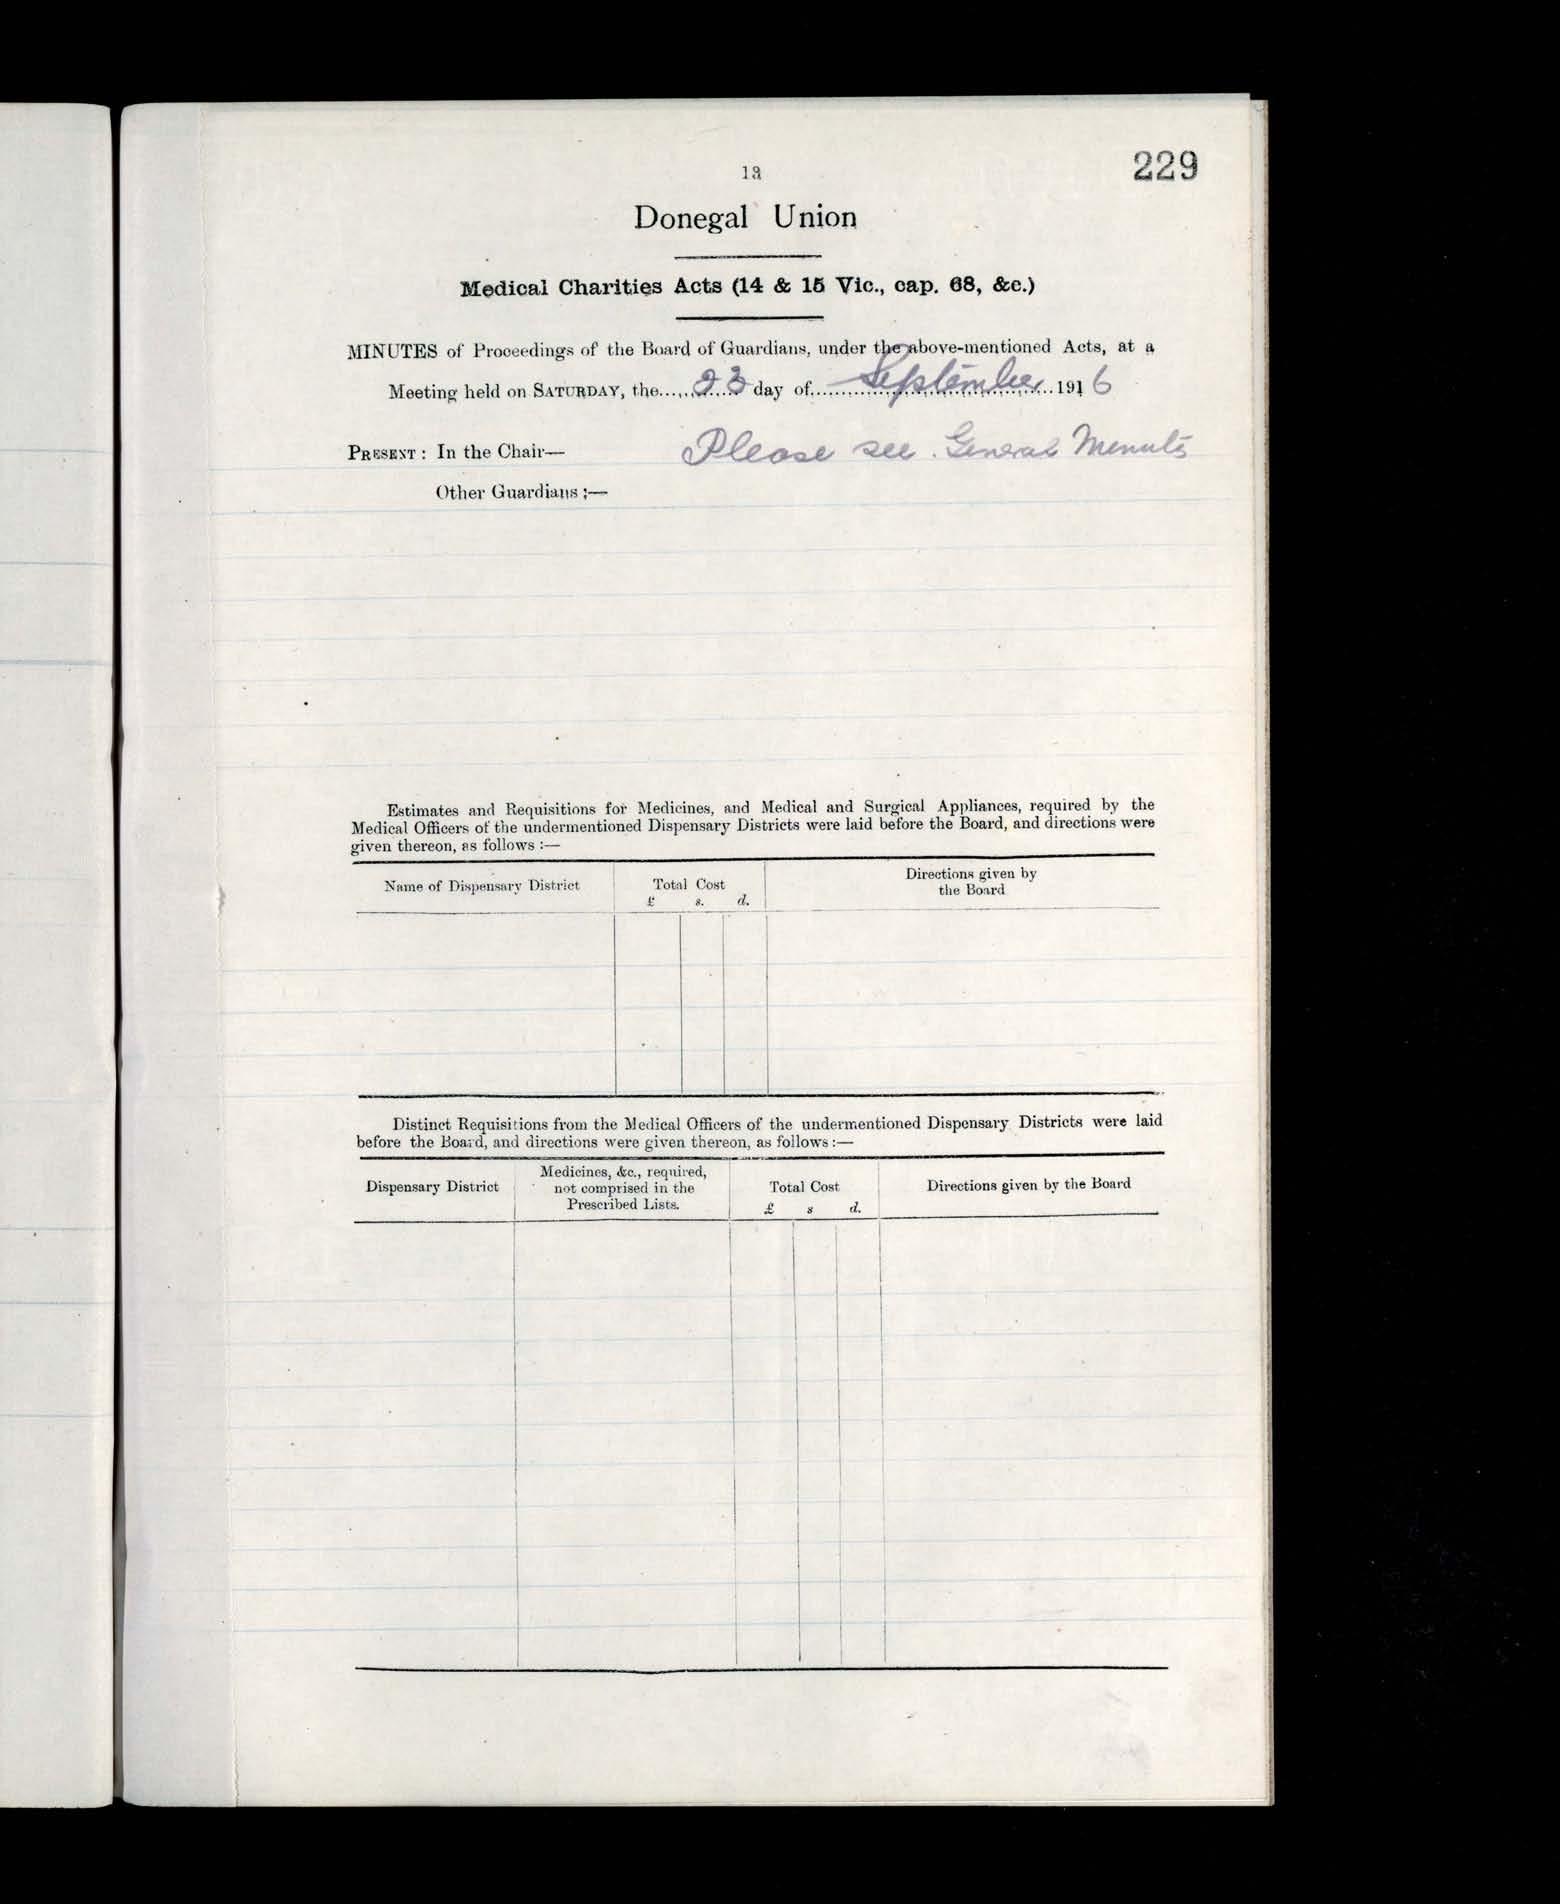 229
13
Donegal Union
Medical Charities Acts (14 & 15 Vic., cap. 68, &c.)
MINUTES of Proceedings of the Board of Guardians, under the above-mentioned Acts, at a
Meeting held on SATURDAY, the 23 day of September 1916
PRESENT : In the Chair— Please see General Menuts
Other Guardians :—
Estimates and Requisitions for Medicines, and Medical and Surgical Appliances, required by the
Medical Officers of the undermentioned Dispensary Districts were laid before the Board, and directions were
given thereon, as follows :—
Name of Dispensary District
Total Cost
£ s. d.
Directions given by
the Board
Distinct Requisitions from the Medical Officers of the undermentioned Dispensary Districts were laid
before the Board, and directions were given thereon, as follows :—
Dispensary District
Medicines, &c., required,
not comprised in the
Prescribed Lists.
Total Cost
£ s d.
Directions given by the Board